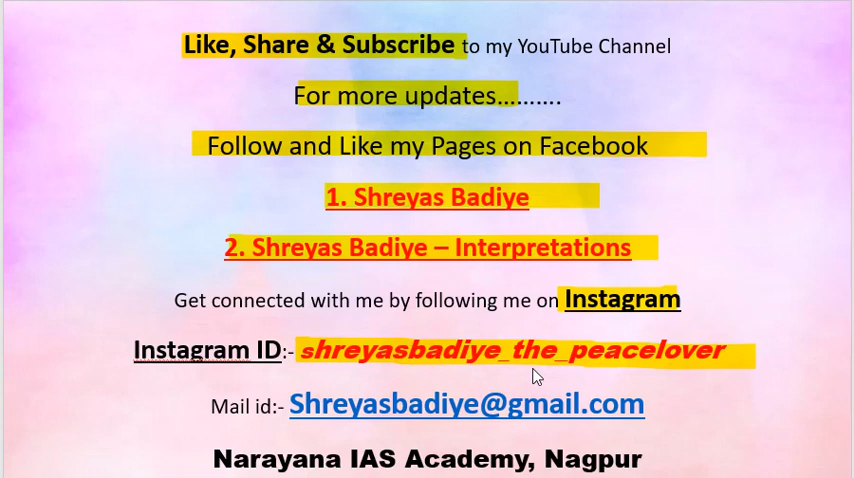 Like, Share & Subscribe to my YouTube Channel
For more updates……….
Follow and Like my Pages on Facebook
1. Shreyas Badiye
2. Shreyas Badiye – Interpretations
Get connected with me by following me on Instagram
Instagram ID:- shreyasbadiye_the_peacelover
Mail id:- Shreyasbadiye@gmail.com
Narayana IAS Academy, Nagpur